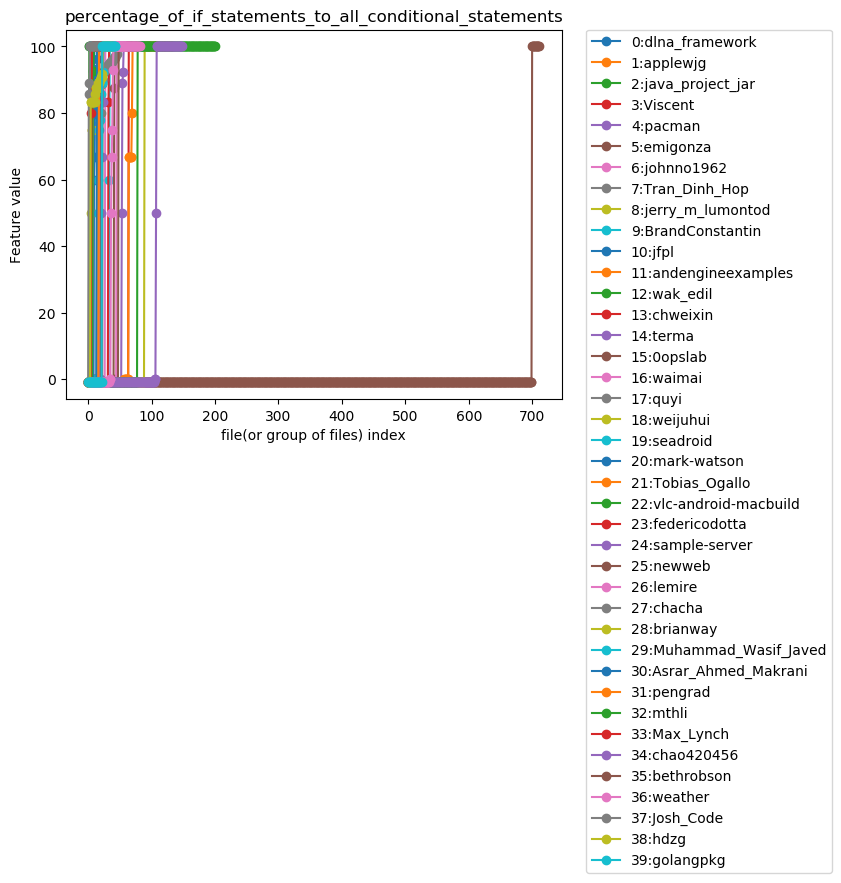 percentage_of_if_statements_to_all_conditional_statements
100
80
60
40
20
0
Feature value
0 100 200 300 400 500 600 700
file(or group of files) index
0:dlna_framework
1:applewjg
2:java_project_jar
3:Viscent
4:pacman
5:emigonza
6:johnno1962
7:Tran_Dinh_Hop
8:jerry_m_lumontod
9:BrandConstantin
10:jfpl
11:andengineexamples
12:wak_edil
13:chweixin
14:terma
15:0opslab
16:waimai
17:quyi
18:weijuhui
19:seadroid
20:mark-watson
21:Tobias_Ogallo
22:vlc-android-macbuild
23:federicodotta
24:sample-server
25:newweb
26:lemire
27:chacha
28:brianway
29:Muhammad_Wasif_Javed
30:Asrar_Ahmed_Makrani
31:pengrad
32:mthli
33:Max_Lynch
34:chao420456
35:bethrobson
36:weather
37:Josh_Code
38:hdzg
39:golangpkg